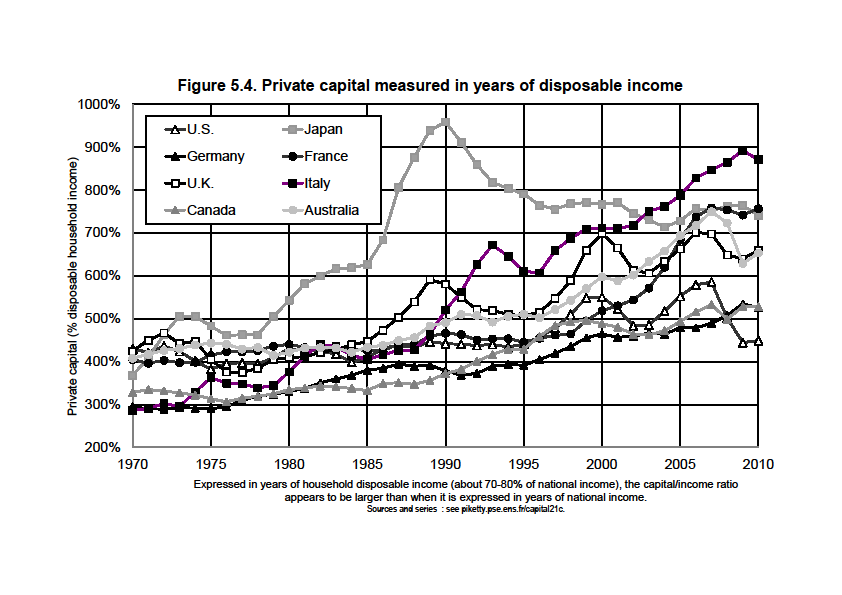 Figure 5.4. Private capital measured in years of disposable income
Private capital (% disposable household income)
1000%
900%
800%
700%
600%
500%
400%
300%
200%
U.S. Japan
Germany France
U.K. Italy
Canada Australia
1970 1975 1980 1985 1990 1995 2000 2005 2010
Expressed in years of household disposable income (about 70-80% of national income), the capital/income ratio
appears to be larger than when it is expressed in years of national income.
Sources and series : see piketty.pse.ens.fr/capital21c.